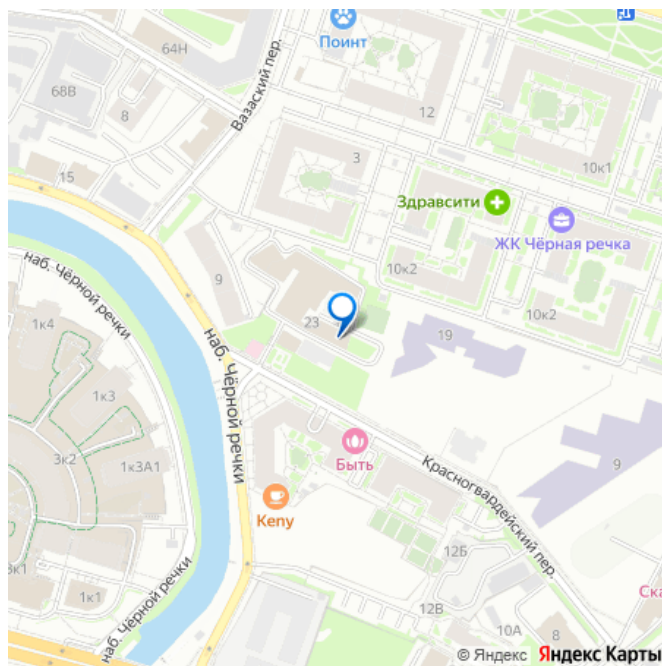 Поинт
64Н
Вазаский пер.
68В
8
12
3
10к1
15
Здравсити
ЖК Чёрная речка
наб. Чёрной речки
9
10к2
10к2
1к4
23
19
наб. Чёрной речки
1к3
Быть
Красногвардейский пер.
3к2
1к3А1
9
Keny
12Б
3к1
1к1
наб. Чёрной речки
12В
10А
8
Ска
© Яндекс Яндекс Карты